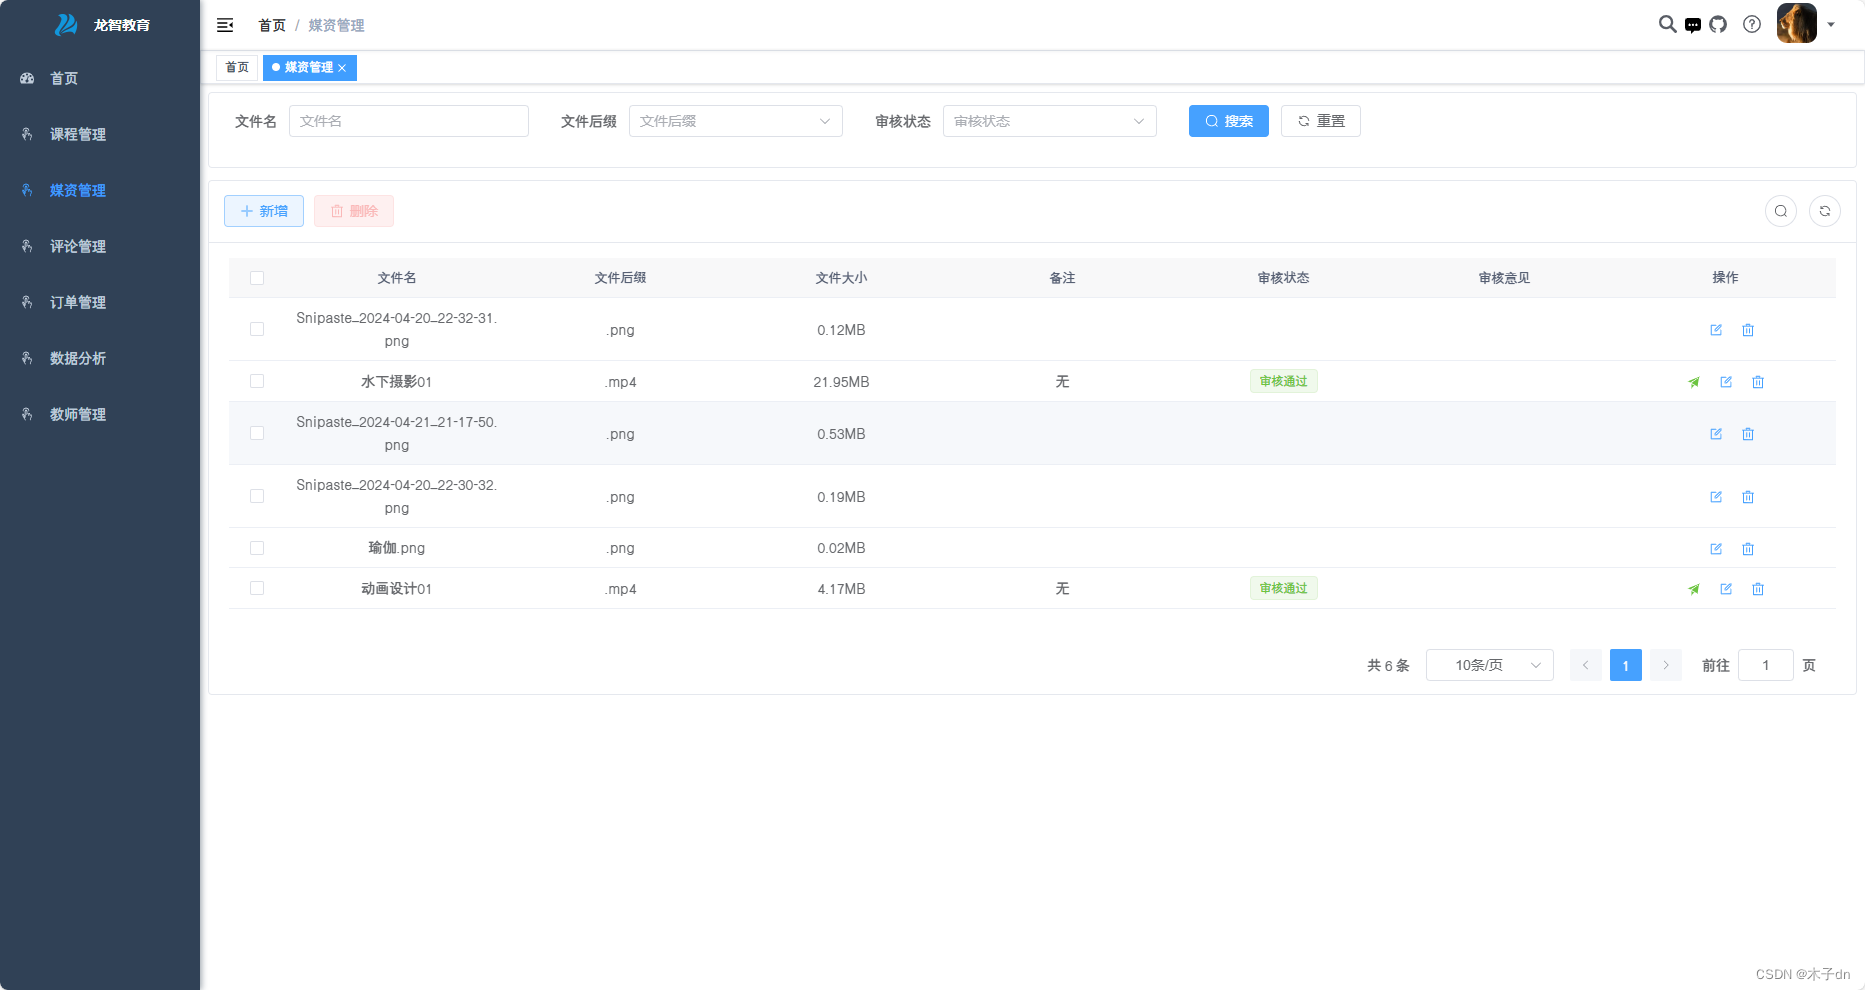 龙智教育
首页 / 媒资管理
首页
课程管理
媒资管理
评论管理
订单管理
数据分析
教师管理
首页 媒资管理
文件名 文件名 文件后缀 文件后缀 审核状态 审核状态 搜索 重置
新增 删除
文件名 文件后缀 文件大小 备注 审核状态 审核意见 操作
Snipaste_2024-04-20_22-32-31.
png
.png 0.12MB
水下摄影01 .mp4 21.95MB 无 审核通过
Snipaste_2024-04-21_21-17-50.
png
.png 0.53MB
Snipaste_2024-04-20_22-30-32.
png
.png 0.19MB
瑜伽.png .png 0.02MB
动画设计01 .mp4 4.17MB 无 审核通过
共 6 条 10条/页 1 前往 1 页
CSDN @木子dn